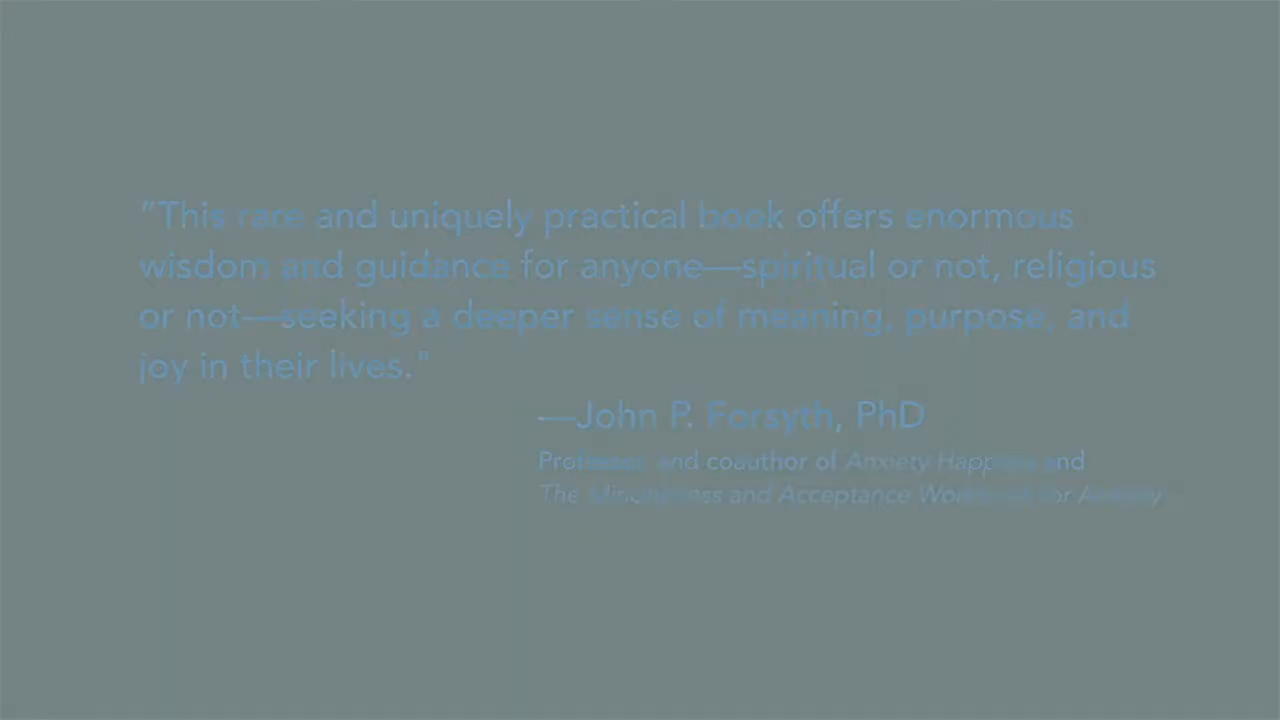 "This rare and uniquely practical book offers enormous
wisdom and guidance for anyone—spiritual or not, religious
or not—seeking a deeper sense of meaning, purpose, and
joy in their lives."
—John P. Forsyth, PhD
Professor, and coauthor of Anxiety Happens and
The Mindfulness and Acceptance Workbook for Anxiety